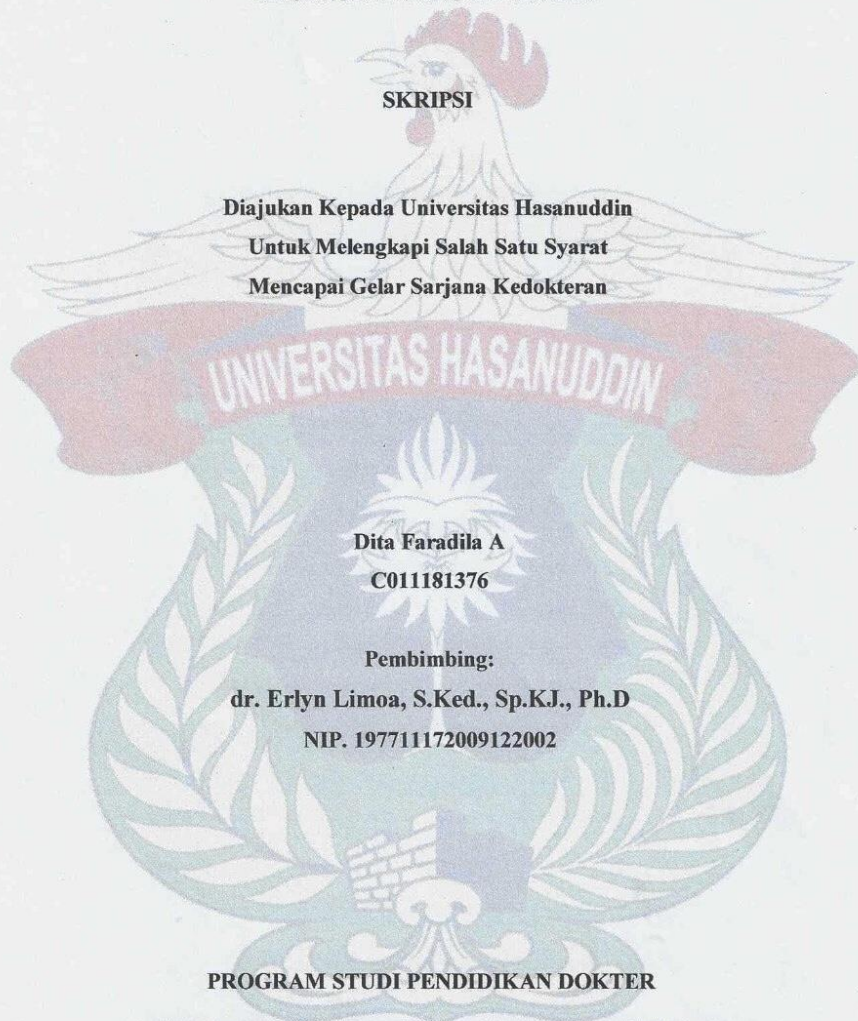 SKRIPSI
Diajukan Kepada Universitas Hasanuddin
Untuk Melengkapi Salah Satu Syarat
Mencapai Gelar Sarjana Kedokteran
UNIVERSITAS HASANUDDIN
Dita Faradila A
C011181376
Pembimbing:
dr. Erlyn Limoa, S.Ked., Sp.KJ., Ph.D
NIP. 197711172009122002
PROGRAM STUDI PENDIDIKAN DOKTER